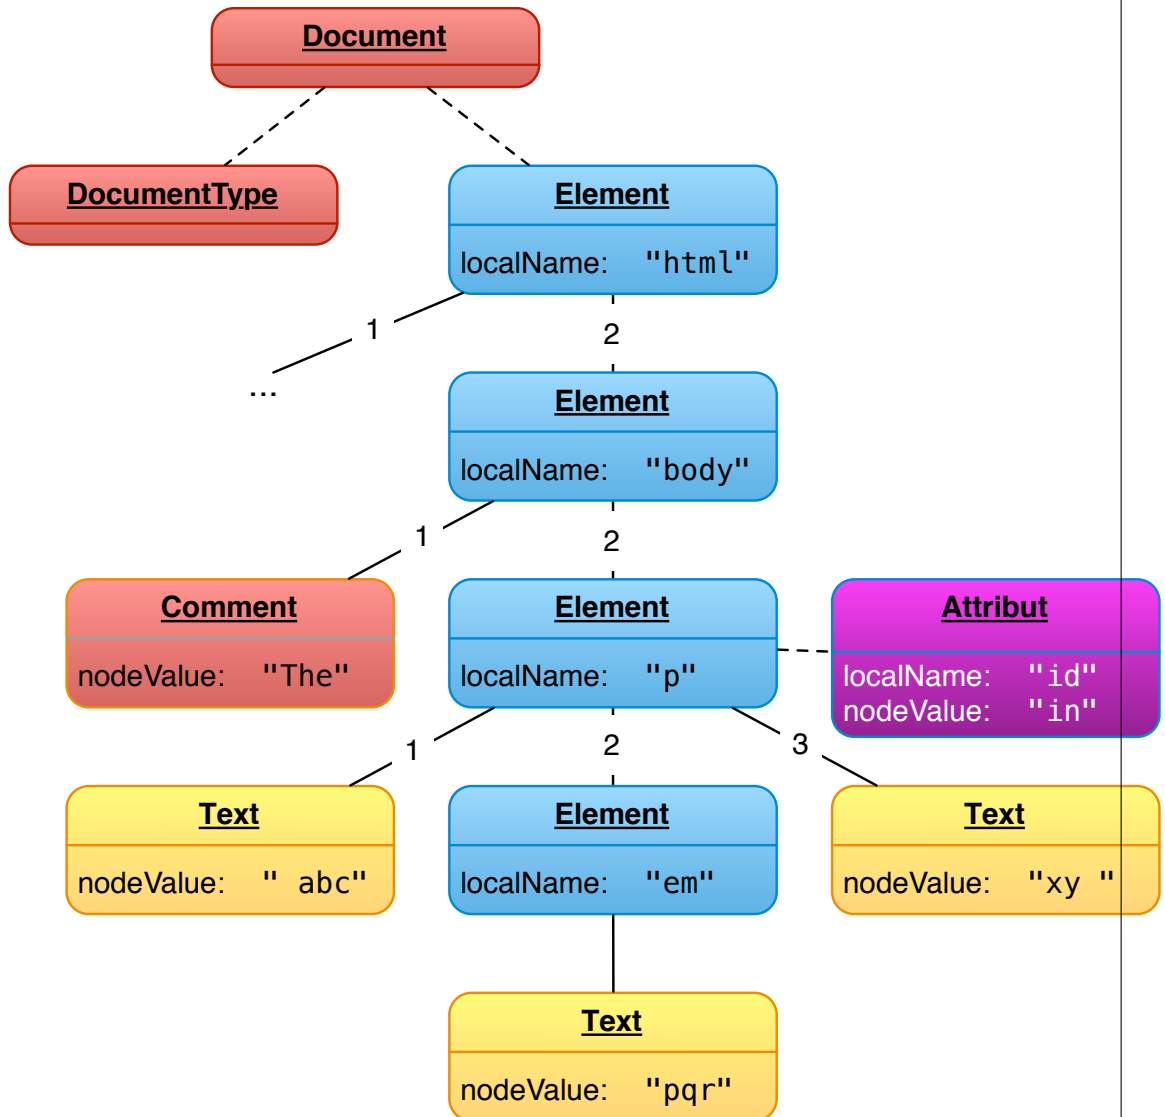 Document
DocumentType
Element
localName: "html"
1
2
...
Element
localName: "body"
1
2
Comment
nodeValue: "The"
Element
localName: "p"
Attribut
localName: "id"
nodeValue: "in"
1
2
3
Text
nodeValue: " abc"
Element
localName: "em"
Text
nodeValue: "xy "
Text
nodeValue: "pqr"